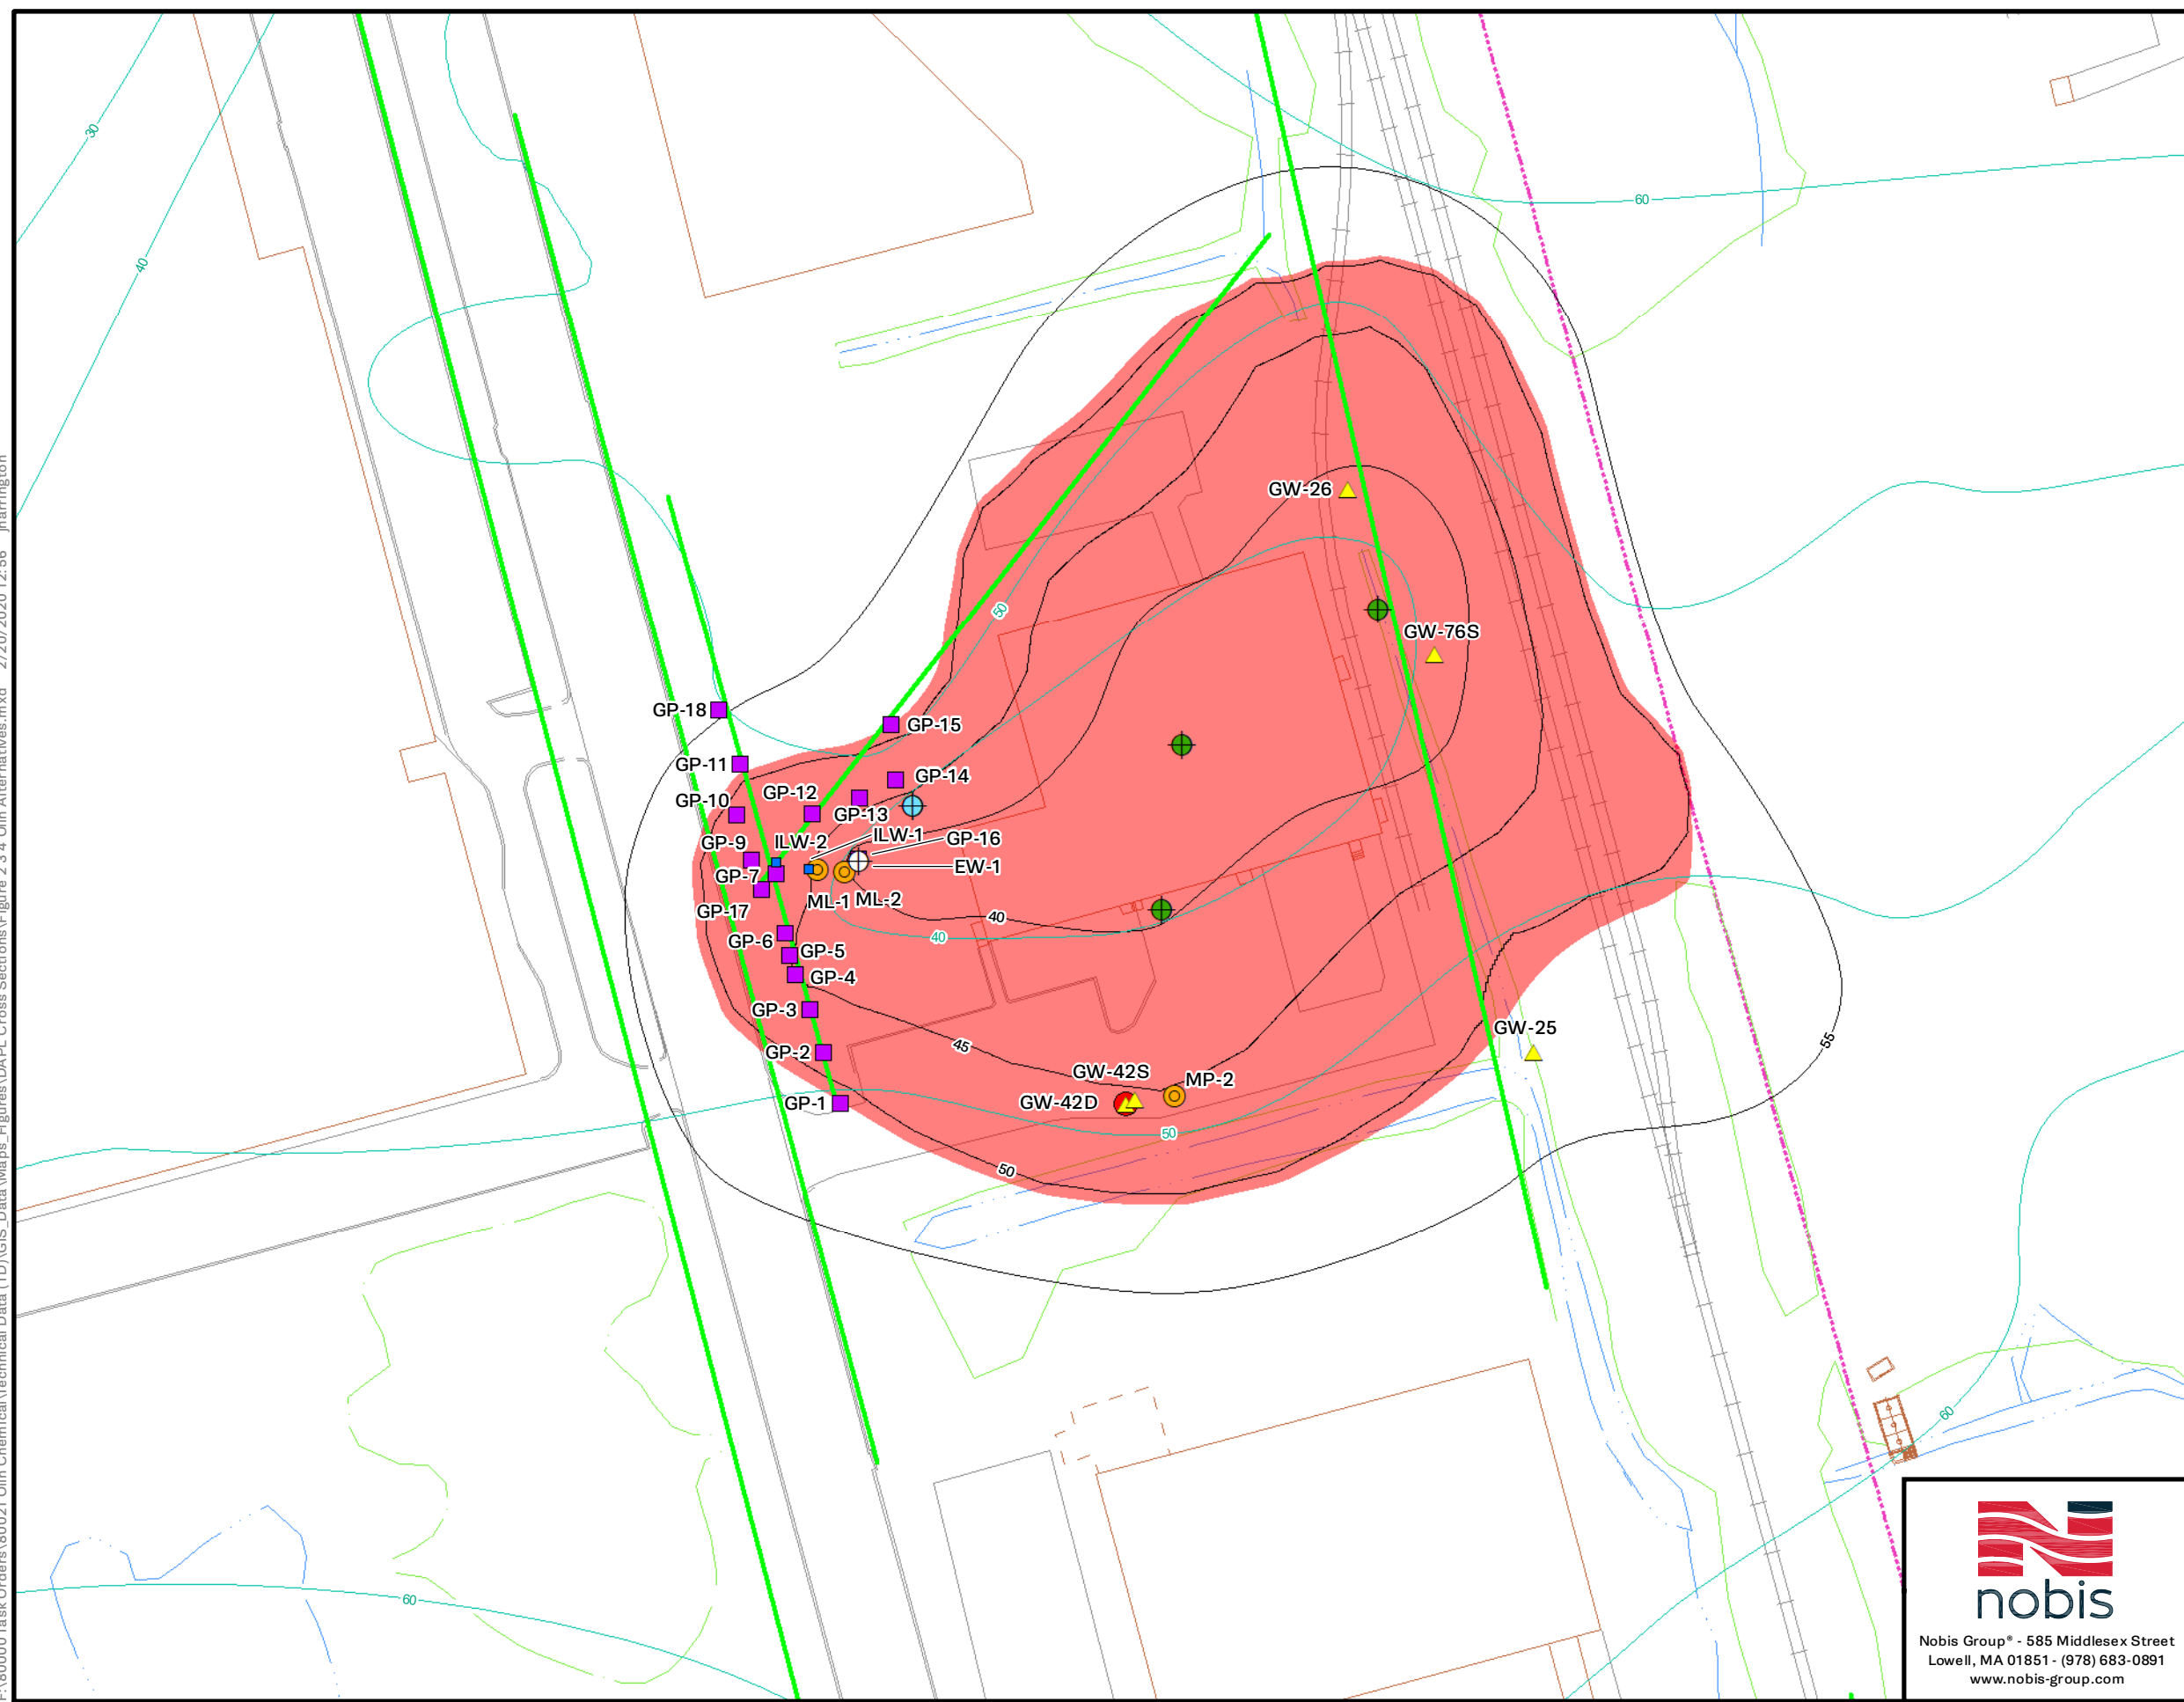 30
40
60
GW-26
50
GW-76S
GP-18
GP-15
GP-11
GP-14
GP-12
GP-10
GP-13
ILW-1
GP-16
GP-9
ILW-2
EW-1
GP-7
ML-1
ML-2
GP-17
40
40
GP-6
GP-5
GP-4
GP-3
GW-25
45
55
GP-2
GW-42S
MP-2
GP-1
GW-42D
50
50
60
60
nobis
Nobis Group® - 585 Middlesex Street
Lowell, MA 01851 - (978) 683-0891
www.nobis-group.com